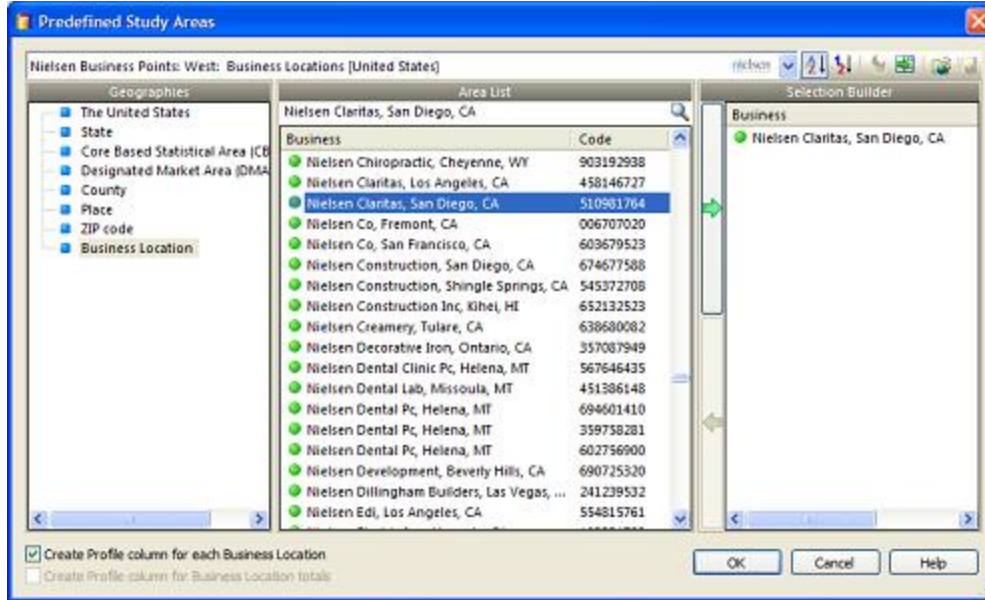 Predefined Study Areas
Nielsen Business Points: West: Business Locations [United States]
nielsen
Geographies
The United States
State
Core Based Statistical Area (CB
Designated Market Area (DMA
County
Place
ZIP code
Business Location
Area List
Nielsen Claritas, San Diego, CA
Business Code
Nielsen Chiropractic, Cheyenne, WY 903192938
Nielsen Claritas, Los Angeles, CA 458146727
Nielsen Claritas, San Diego, CA 510981764
Nielsen Co, Fremont, CA 006707020
Nielsen Co, San Francisco, CA 603679523
Nielsen Construction, San Diego, CA 674677588
Nielsen Construction, Shingle Springs, CA 545372708
Nielsen Construction Inc, Kihei, HI 652132523
Nielsen Creamery, Tulare, CA 638680082
Nielsen Decorative Iron, Ontario, CA 357087949
Nielsen Dental Clinic Pc, Helena, MT 567646435
Nielsen Dental Lab, Missoula, MT 451386148
Nielsen Dental Pc, Helena, MT 694601410
Nielsen Dental Pc, Helena, MT 359758281
Nielsen Dental Pc, Helena, MT 602756900
Nielsen Development, Beverly Hills, CA 690725320
Nielsen Dillingham Builders, Las Vegas, ... 241239532
Nielsen Edi, Los Angeles, CA 554815761
Selection Builder
Business
Nielsen Claritas, San Diego, CA
Create Profile column for each Business Location
Create Profile column for Business Location totals
OK Cancel Help